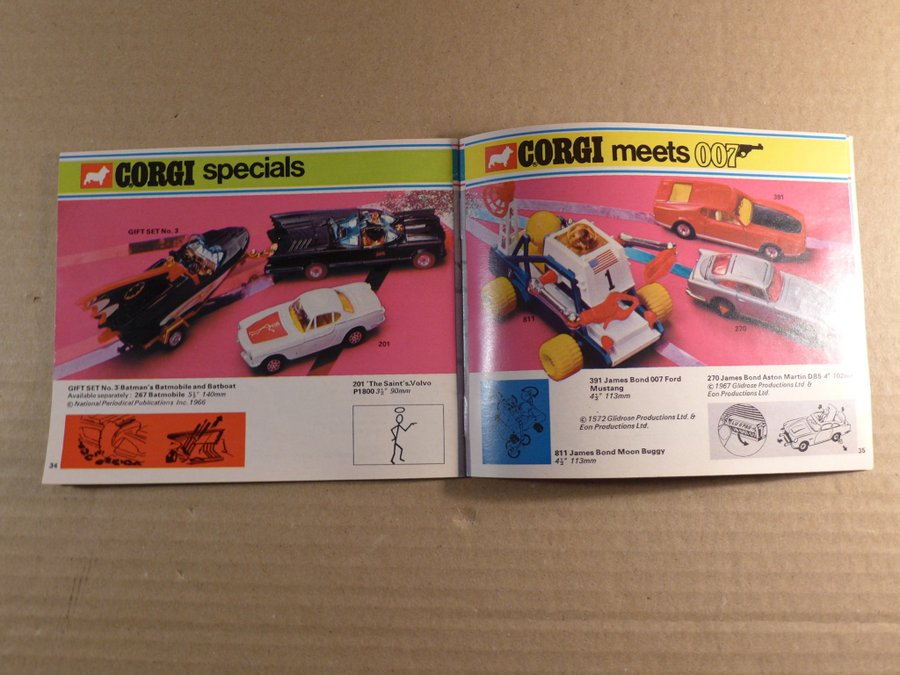 CORGI specials
GIFT SET No. 3
201
GIFT SET No. 3 Batman's Batmobile and Batboat
Available separately: 267 Batmobile 5½" 140mm
© National Periodical Publications Inc. 1966
201 'The Saint's.Volvo
P1800 3½" 90mm
34
CORGI meets 007
391
1
811
270
391 James Bond 007 Ford
Mustang
4½" 113mm
© 1572 Glidrose Productions Ltd. &
Eon Productions Ltd.
811 James Bond Moon Buggy
4½" 113mm
270 James Bond Aston Martin DB5 4" 102mm
© 1967 Glidrose Productions Ltd &
Eon Productions Ltd.
35